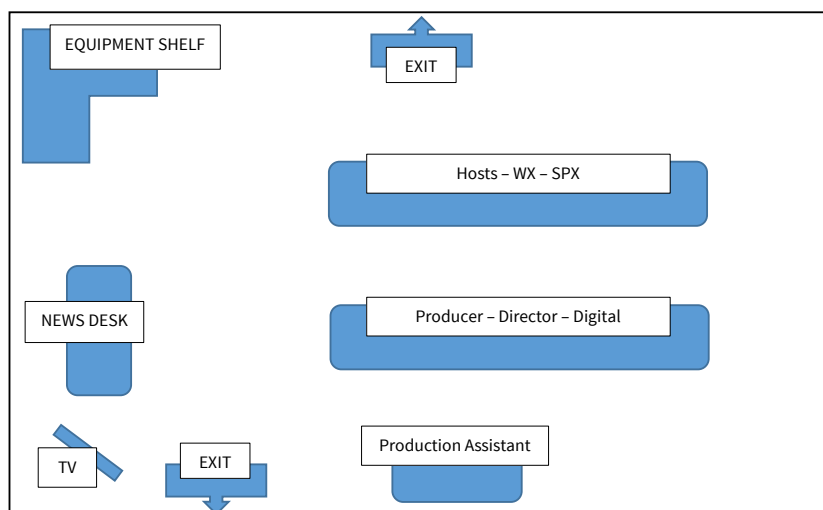 EQUIPMENT SHELF
EXIT
Hosts – WX – SPX
NEWS DESK
Producer – Director – Digital
TV
EXIT
Production Assistant